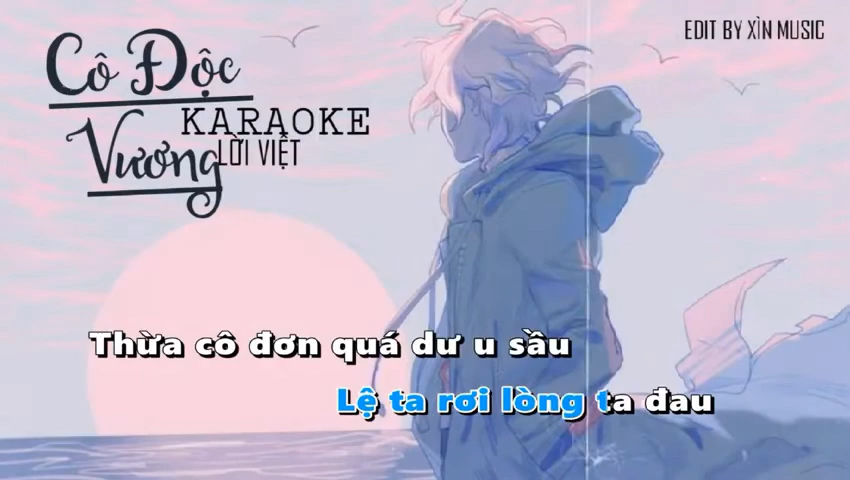 EDIT BY XÌN MUSIC
Cô Độc
Vương
KARAOKE
LỜI VIỆT
Thừa cô đơn quá dư u sầu
Lệ ta rơi lòng ta đau